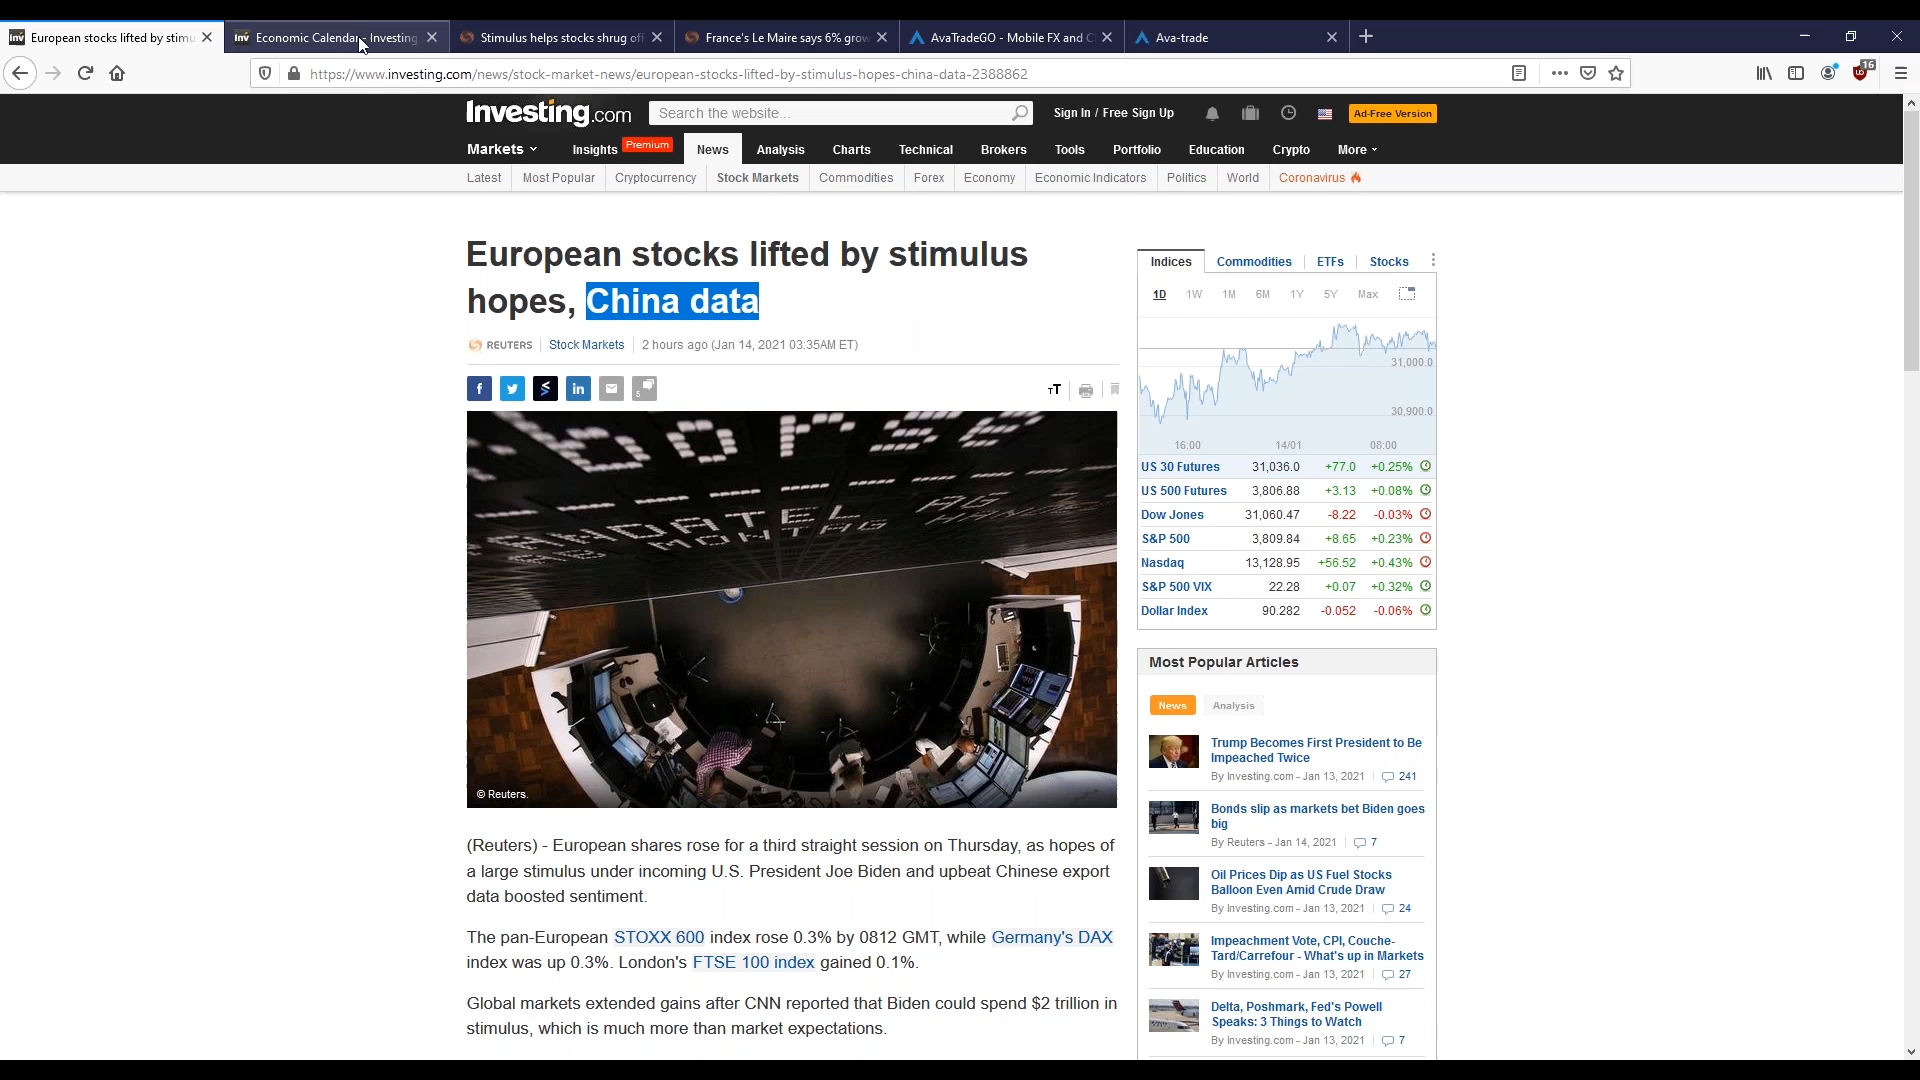 European stocks lifted by stimu
Economic Calendar - Investing
Stimulus helps stocks shrug off
France's Le Maire says 6% grow
AvaTradeGO - Mobile FX and C
Ava-trade
https://www.investing.com/news/stock-market-news/european-stocks-lifted-by-stimulus-hopes-china-data-2388862
16
Investing.com
Search the website...
Sign In / Free Sign Up
Ad-Free Version
Markets
Insights
Premium
News
Analysis
Charts
Technical
Brokers
Tools
Portfolio
Education
Crypto
More
Latest
Most Popular
Cryptocurrency
Stock Markets
Commodities
Forex
Economy
Economic Indicators
Politics
World
Coronavirus
European stocks lifted by stimulus
hopes, China data
REUTERS
Stock Markets
2 hours ago (Jan 14, 2021 03:35AM ET)
5
TT
© Reuters.
(Reuters) - European shares rose for a third straight session on Thursday, as hopes of
a large stimulus under incoming U.S. President Joe Biden and upbeat Chinese export
data boosted sentiment.
The pan-European STOXX 600 index rose 0.3% by 0812 GMT, while Germany's DAX
index was up 0.3%. London's FTSE 100 index gained 0.1%.
Global markets extended gains after CNN reported that Biden could spend $2 trillion in
stimulus, which is much more than market expectations.
Indices
Commodities
ETFs
Stocks
1D 1W 1M 6M 1Y 5Y Max
31,000.0
30,900.0
16:00 14/01 08:00
US 30 Futures 31,036.0 +77.0 +0.25%
US 500 Futures 3,806.88 +3.13 +0.08%
Dow Jones 31,060.47 -8.22 -0.03%
S&P 500 3,809.84 +8.65 +0.23%
Nasdaq 13,128.95 +56.52 +0.43%
S&P 500 VIX 22.28 +0.07 +0.32%
Dollar Index 90.282 -0.052 -0.06%
Most Popular Articles
News
Analysis
Trump Becomes First President to Be
Impeached Twice
By Investing.com - Jan 13, 2021 241
Bonds slip as markets bet Biden goes
big
By Reuters - Jan 14, 2021 7
Oil Prices Dip as US Fuel Stocks
Balloon Even Amid Crude Draw
By Investing.com - Jan 13, 2021 24
Impeachment Vote, CPI, Couche-
Tard/Carrefour - What's up in Markets
By Investing.com - Jan 13, 2021 27
Delta, Poshmark, Fed's Powell
Speaks: 3 Things to Watch
By Investing.com - Jan 13, 2021 7